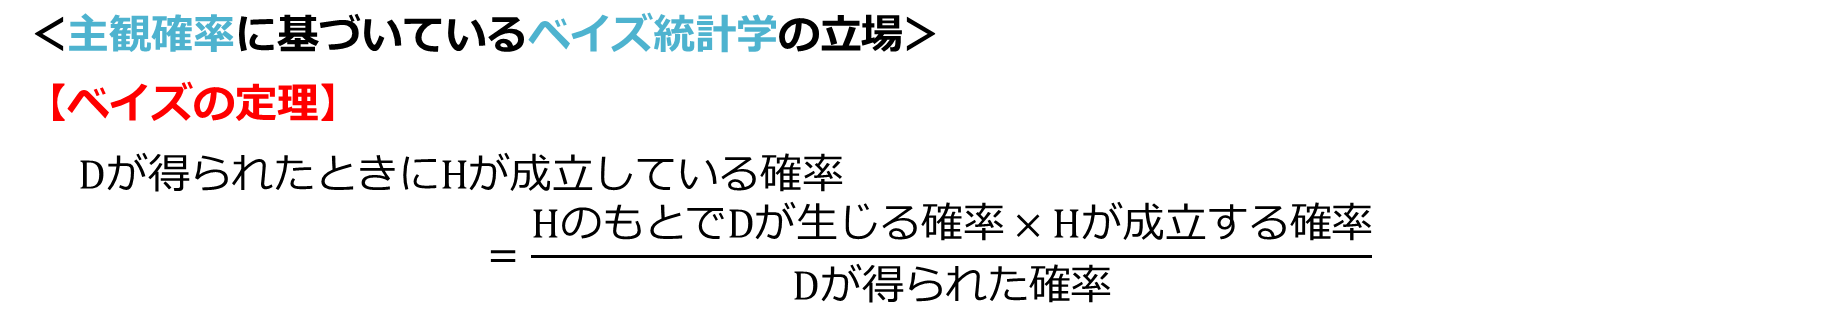 ＜主観確率に基づいているベイズ統計学の立場＞
【ベイズの定理】
Dが得られたときにHが成立している確率
HのもとでDが生じる確率 × Hが成立する確率
=
Dが得られた確率